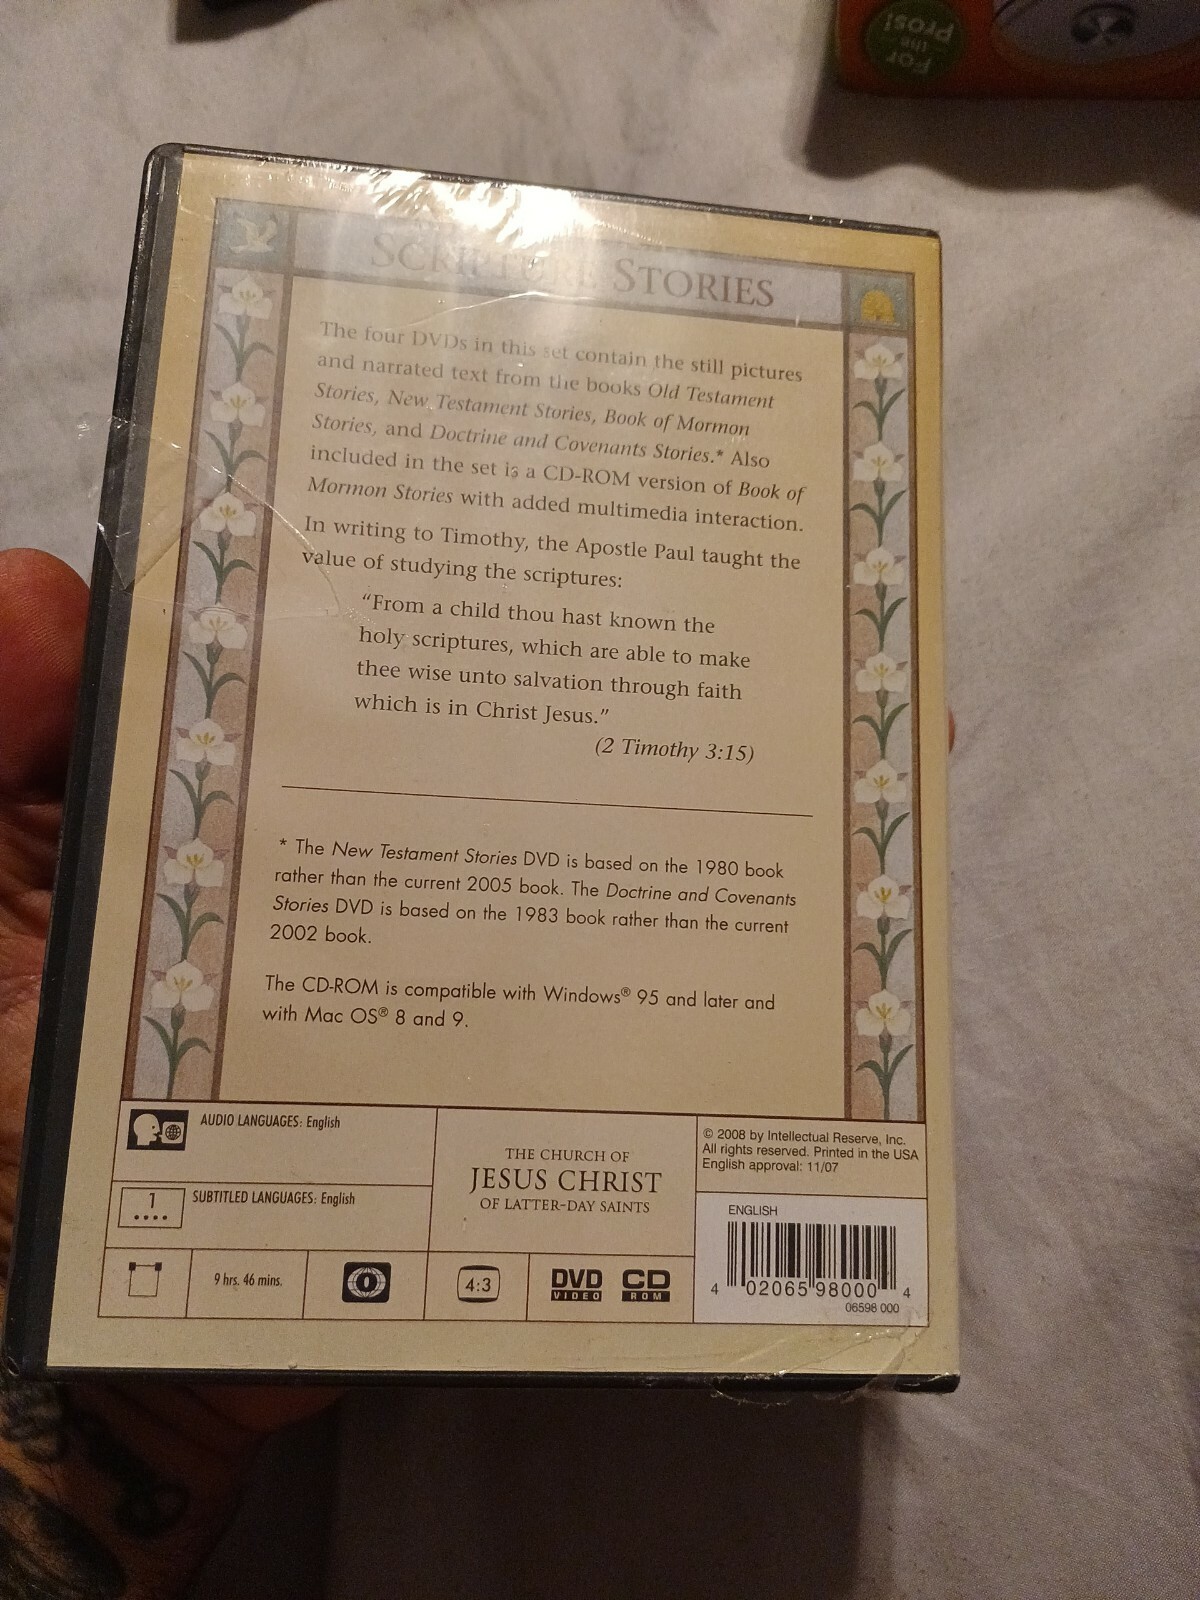 For
the
Pros!
SCRIPTURE STORIES
The four DVDs in this set contain the still pictures
and narrated text from the books Old Testament
Stories, New Testament Stories, Book of Mormon
Stories, and Doctrine and Covenants Stories.* Also
included in the set is a CD-ROM version of Book of
Mormon Stories with added multimedia interaction.
In writing to Timothy, the Apostle Paul taught the
value of studying the scriptures:
“From a child thou hast known the
holy scriptures, which are able to make
thee wise unto salvation through faith
which is in Christ Jesus.”
(2 Timothy 3:15)
* The New Testament Stories DVD is based on the 1980 book
rather than the current 2005 book. The Doctrine and Covenants
Stories DVD is based on the 1983 book rather than the current
2002 book.
The CD-ROM is compatible with Windows® 95 and later and
with Mac OS® 8 and 9.
AUDIO LANGUAGES: English
1
SUBTITLED LANGUAGES: English
9 hrs. 46 mins.
0
4:3
DVD
VIDEO
CD
ROM
THE CHURCH OF
JESUS CHRIST
OF LATTER-DAY SAINTS
© 2008 by Intellectual Reserve, Inc.
All rights reserved. Printed in the USA
English approval: 11/07
ENGLISH
4 02065 98000 4
06598 000